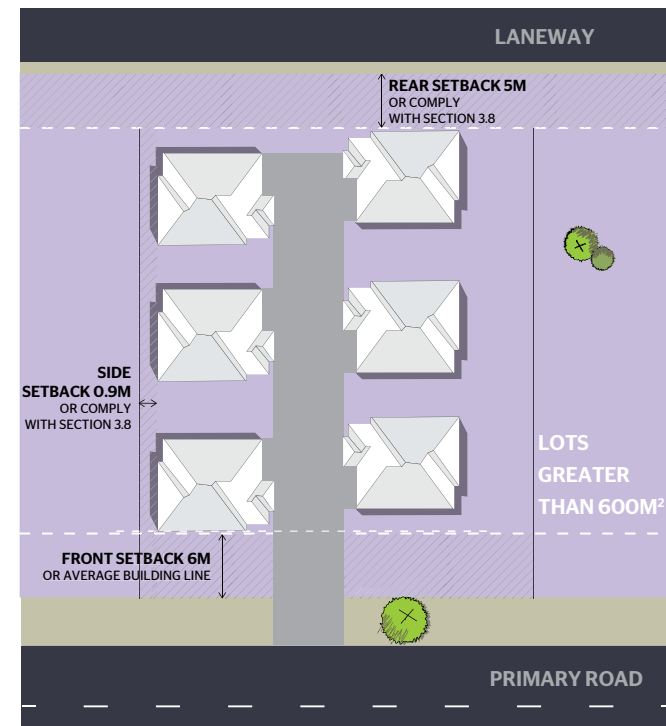 LANEWAY
REAR SETBACK 5M
OR COMPLY
WITH SECTION 3.8
SIDE
SETBACK 0.9M
OR COMPLY
WITH SECTION 3.8
LOTS
GREATER
THAN 600M²
FRONT SETBACK 6M
OR AVERAGE BUILDING LINE
PRIMARY ROAD